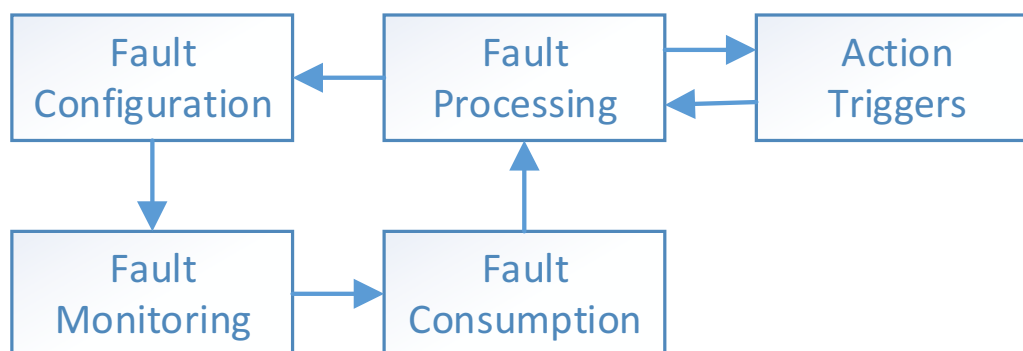 Fault
Configuration
Fault
Processing
Action
Triggers
Fault
Monitoring
Fault
Consumption